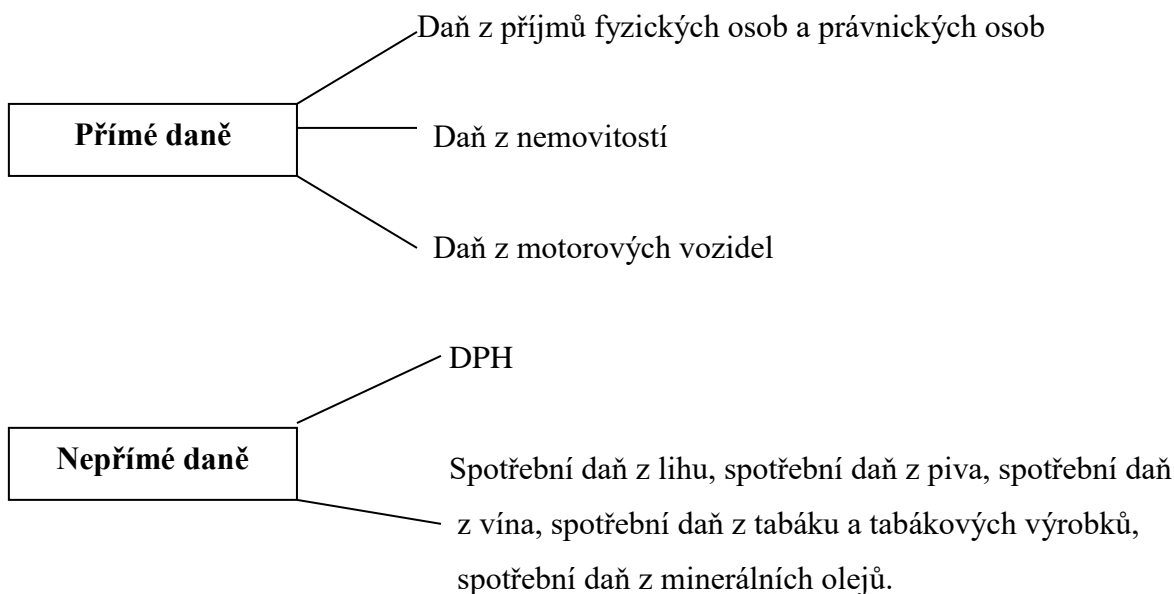 Daň z příjmů fyzických osob a právnických osob
Přímé daně
Daň z nemovitostí
Daň z motorových vozidel
DPH
Nepřímé daně
Spotřební daň z lihu, spotřební daň z piva, spotřební daň
z vína, spotřební daň z tabáku a tabákových výrobků,
spotřební daň z minerálních olejů.